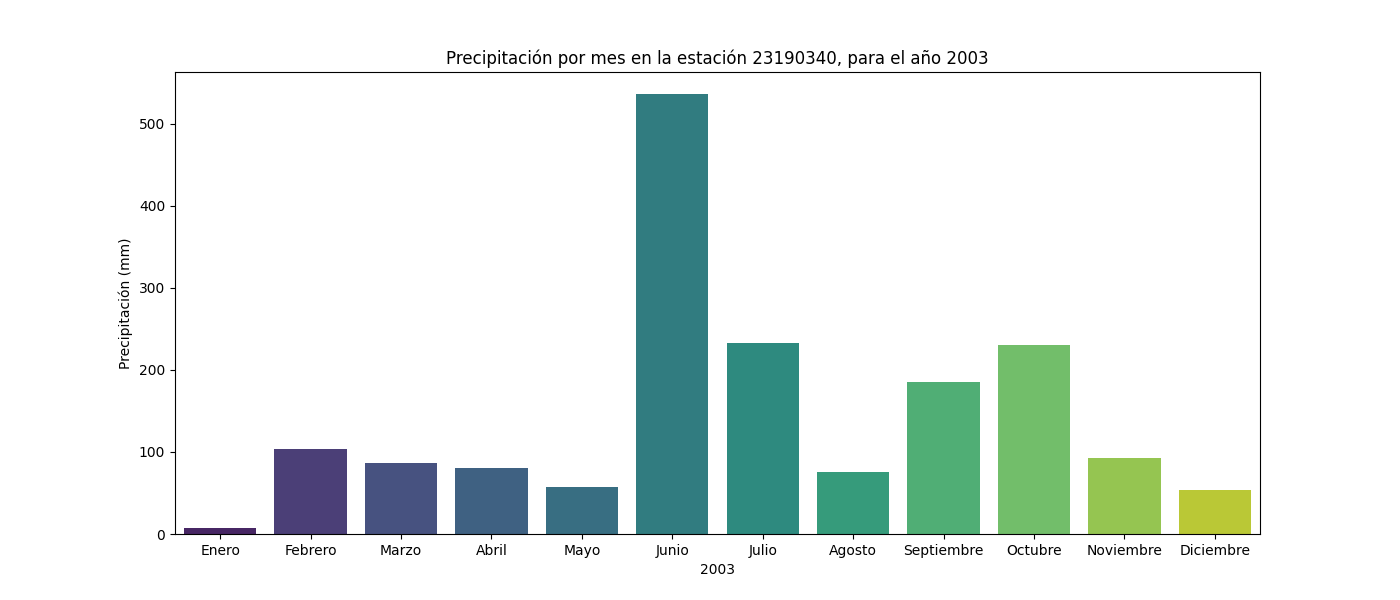 Precipitación por mes en la estación 23190340, para el año 2003
Precipitación (mm)
500
400
300
200
100
0
Enero Febrero Marzo Abril Mayo Junio Julio Agosto Septiembre Octubre Noviembre Diciembre
2003